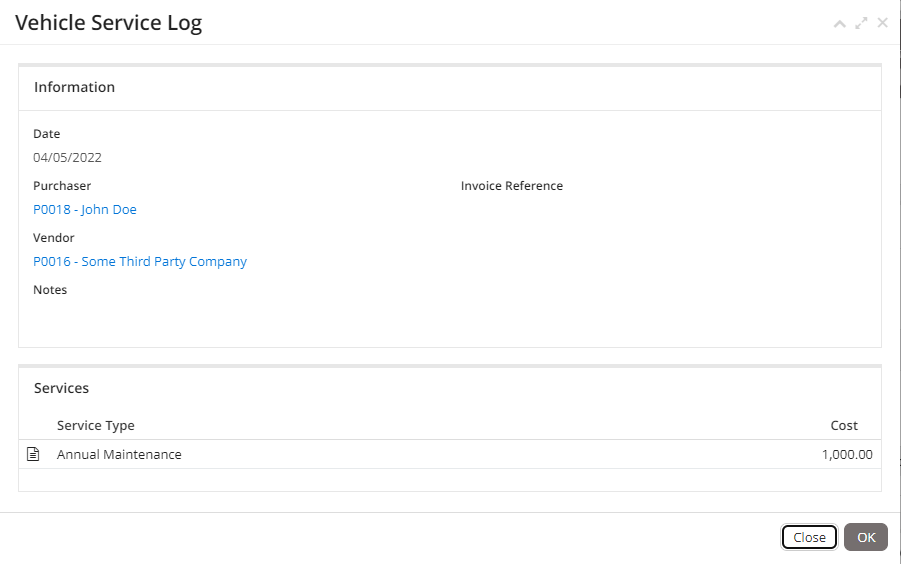 Vehicle Service Log
Information
Date
04/05/2022
Purchaser
Invoice Reference
P0018 - John Doe
Vendor
P0016 - Some Third Party Company
Notes
Services
Service Type Cost
Annual Maintenance 1,000.00
Close OK